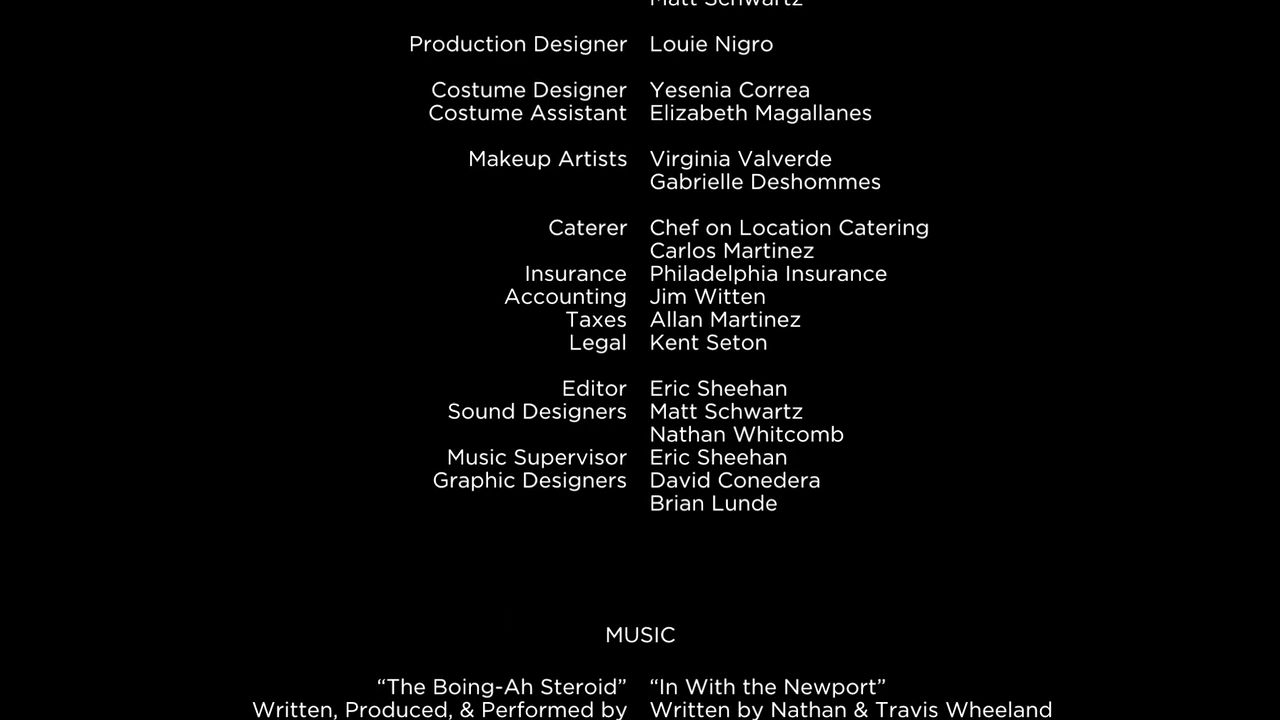 Matt Schwartz
Production Designer Louie Nigro
Costume Designer Yesenia Correa
Costume Assistant Elizabeth Magallanes
Makeup Artists Virginia Valverde
Gabrielle Deshommes
Caterer Chef on Location Catering
Carlos Martinez
Insurance Philadelphia Insurance
Accounting Jim Witten
Taxes Allan Martinez
Legal Kent Seton
Editor Eric Sheehan
Sound Designers Matt Schwartz
Nathan Whitcomb
Music Supervisor Eric Sheehan
Graphic Designers David Conedera
Brian Lunde
MUSIC
“The Boing-Ah Steroid” “In With the Newport”
Written, Produced, & Performed by Written by Nathan & Travis Wheeland